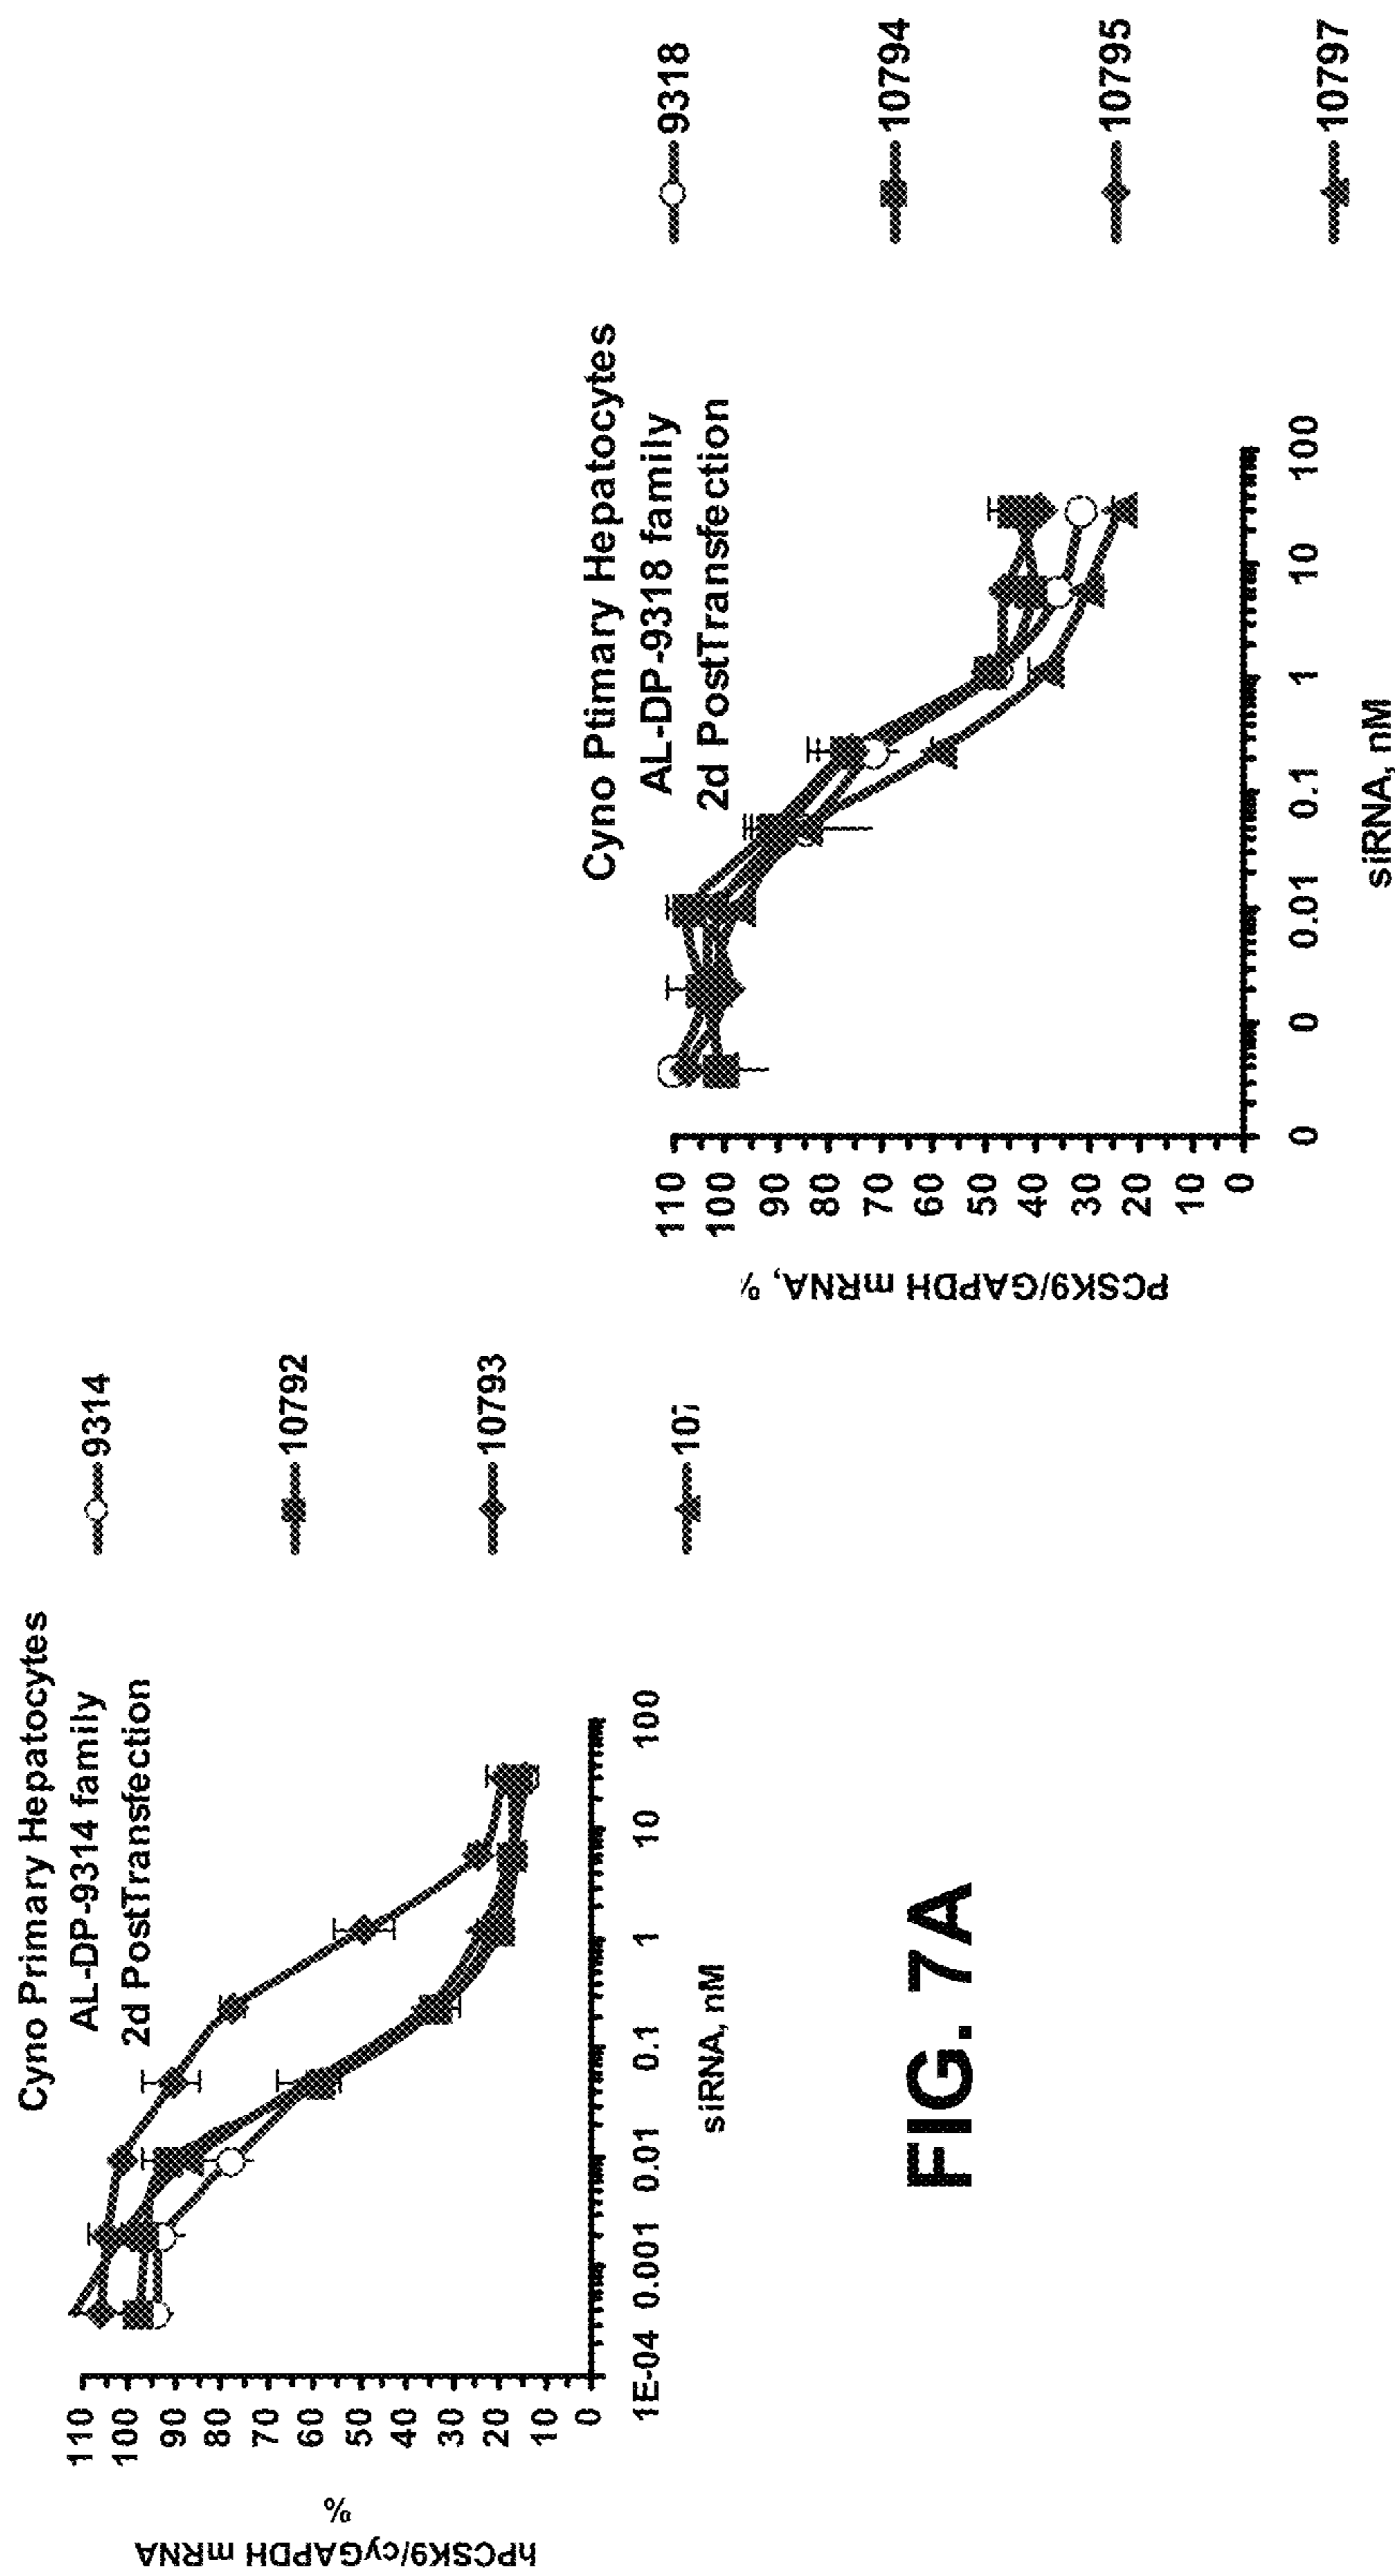 Cyno Primary Hepatocytes
AL-DP-9314 family
2d PostTransfection
hPCSK9/cyGAPDH mRNA
%
110
100
90
80
70
60
50
40
30
20
10
0
1E-04 0.001 0.01 0.1 1 10 100
siRNA, nM
9314
10792
10793
Cyno Ptimary Hepatocytes
AL-DP-9318 family
2d PostTransfection
PCSK9/GAPDH mRNA, %
110
100
90
80
70
60
50
40
30
20
10
0
0 0 0.01 0.1 1 10 100
siRNA, nM
9318
10794
10795
10797
FIG. 7A